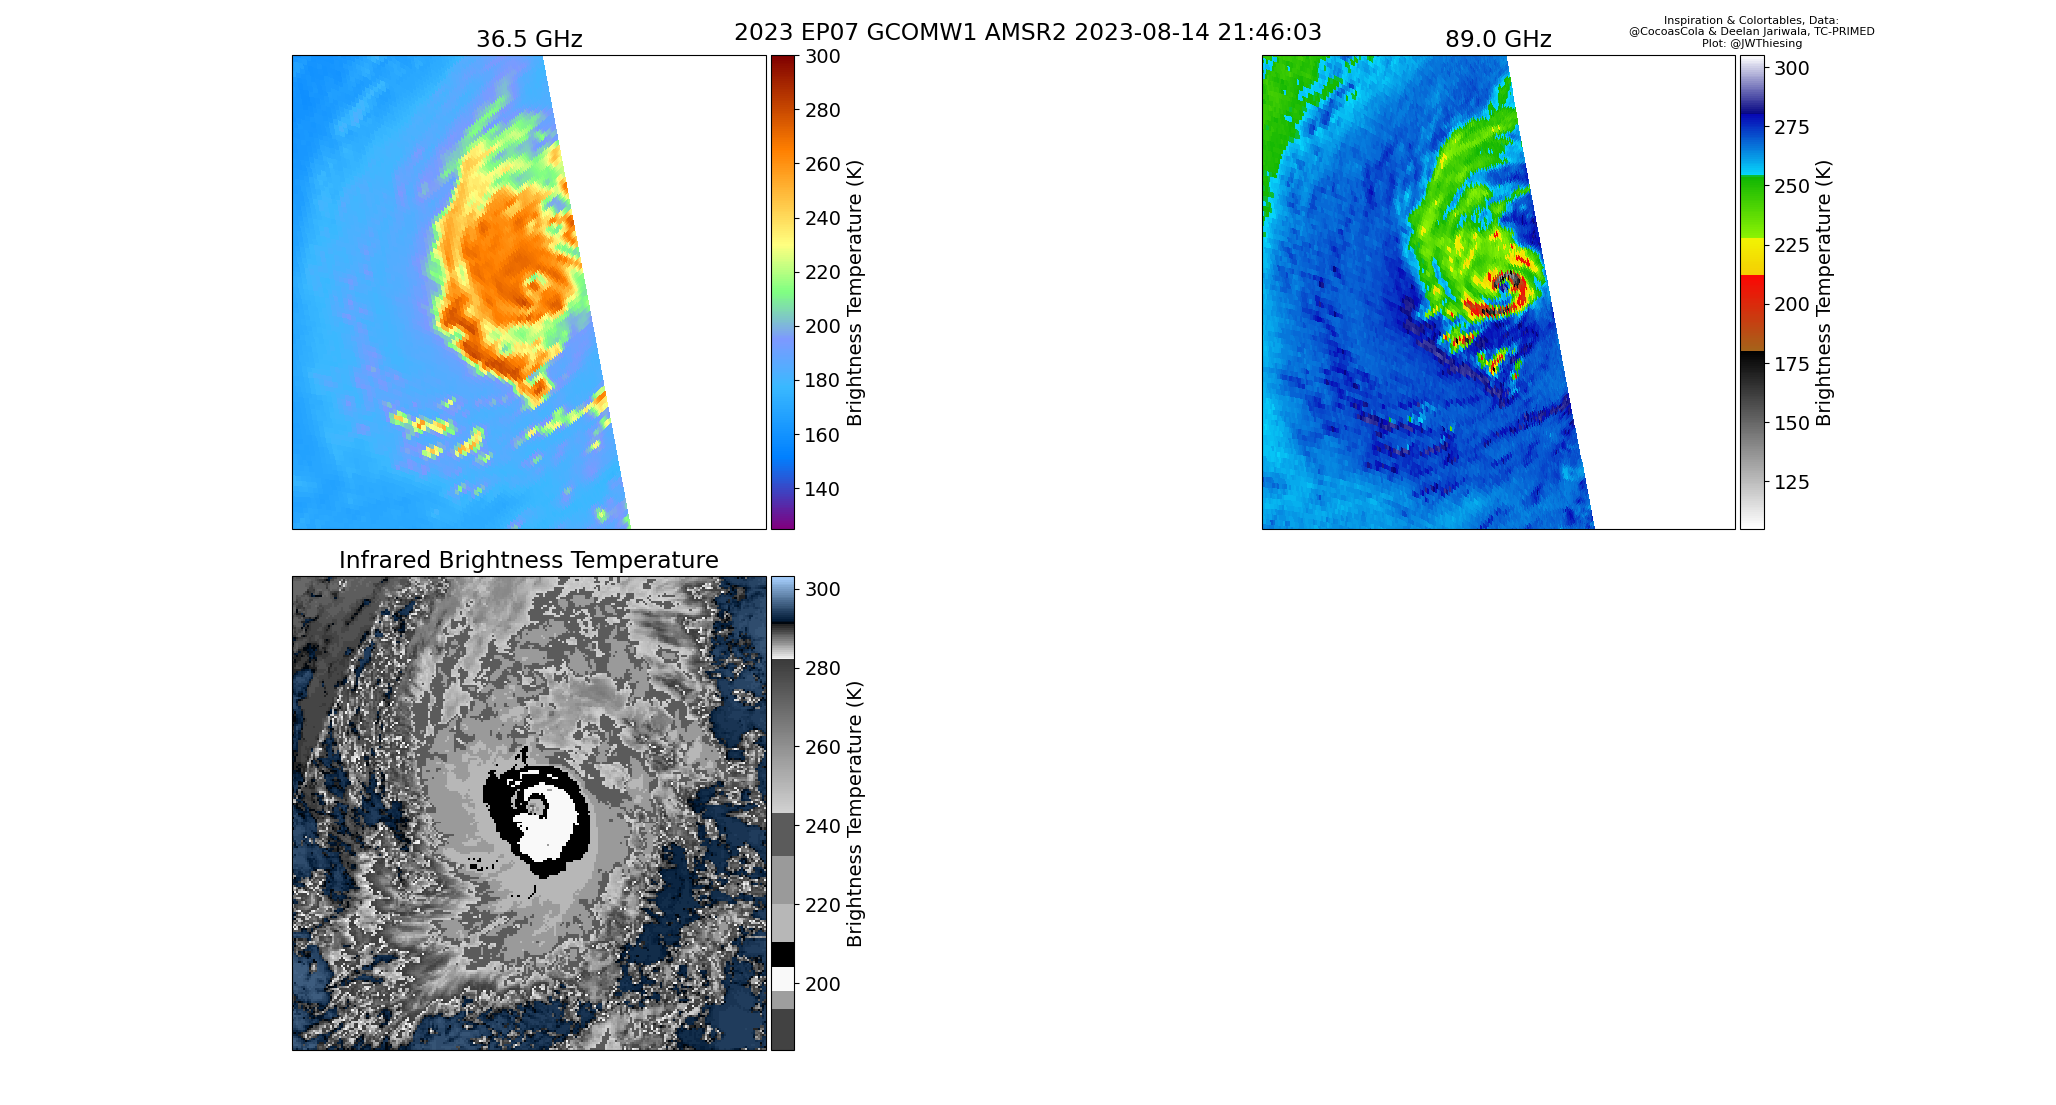 2023 EP07 GCOMW1 AMSR2 2023-08-14 21:46:03
Inspiration & Colortables, Data:
@CocoasCola & Deelan Jariwala, TC-PRIMED
Plot: @JWThiesing
36.5 GHz
300
280
260
240
220
200
180
160
140
Brightness Temperature (K)
89.0 GHz
300
275
250
225
200
175
150
125
Brightness Temperature (K)
Infrared Brightness Temperature
300
280
260
240
220
200
Brightness Temperature (K)